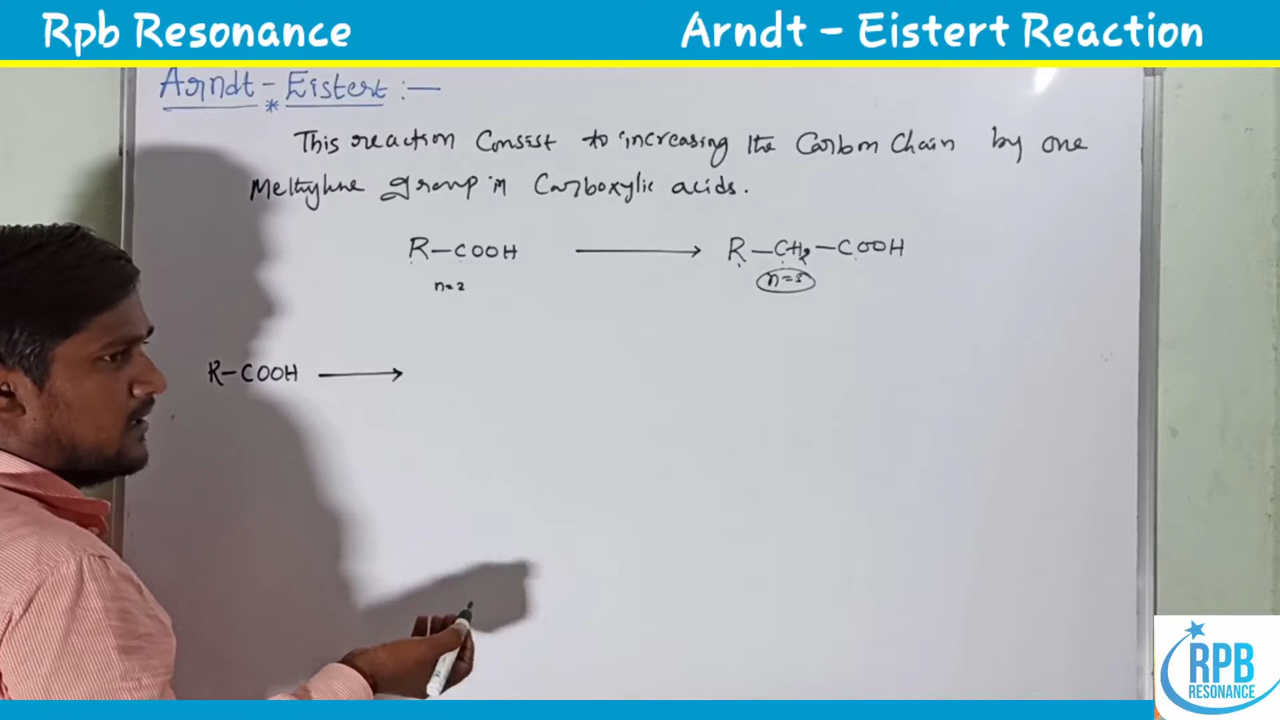 Rpb Resonance
Arndt - Eistert Reaction
Arndt - Eistert :-
*
This reaction Consist to increasing the Carbon Chain by one
Methylene group in Carboxylic acids.
R-COOH ⟶ R-CH2-COOH
n=2 n=3
R-COOH ⟶
RPB
RESONANCE